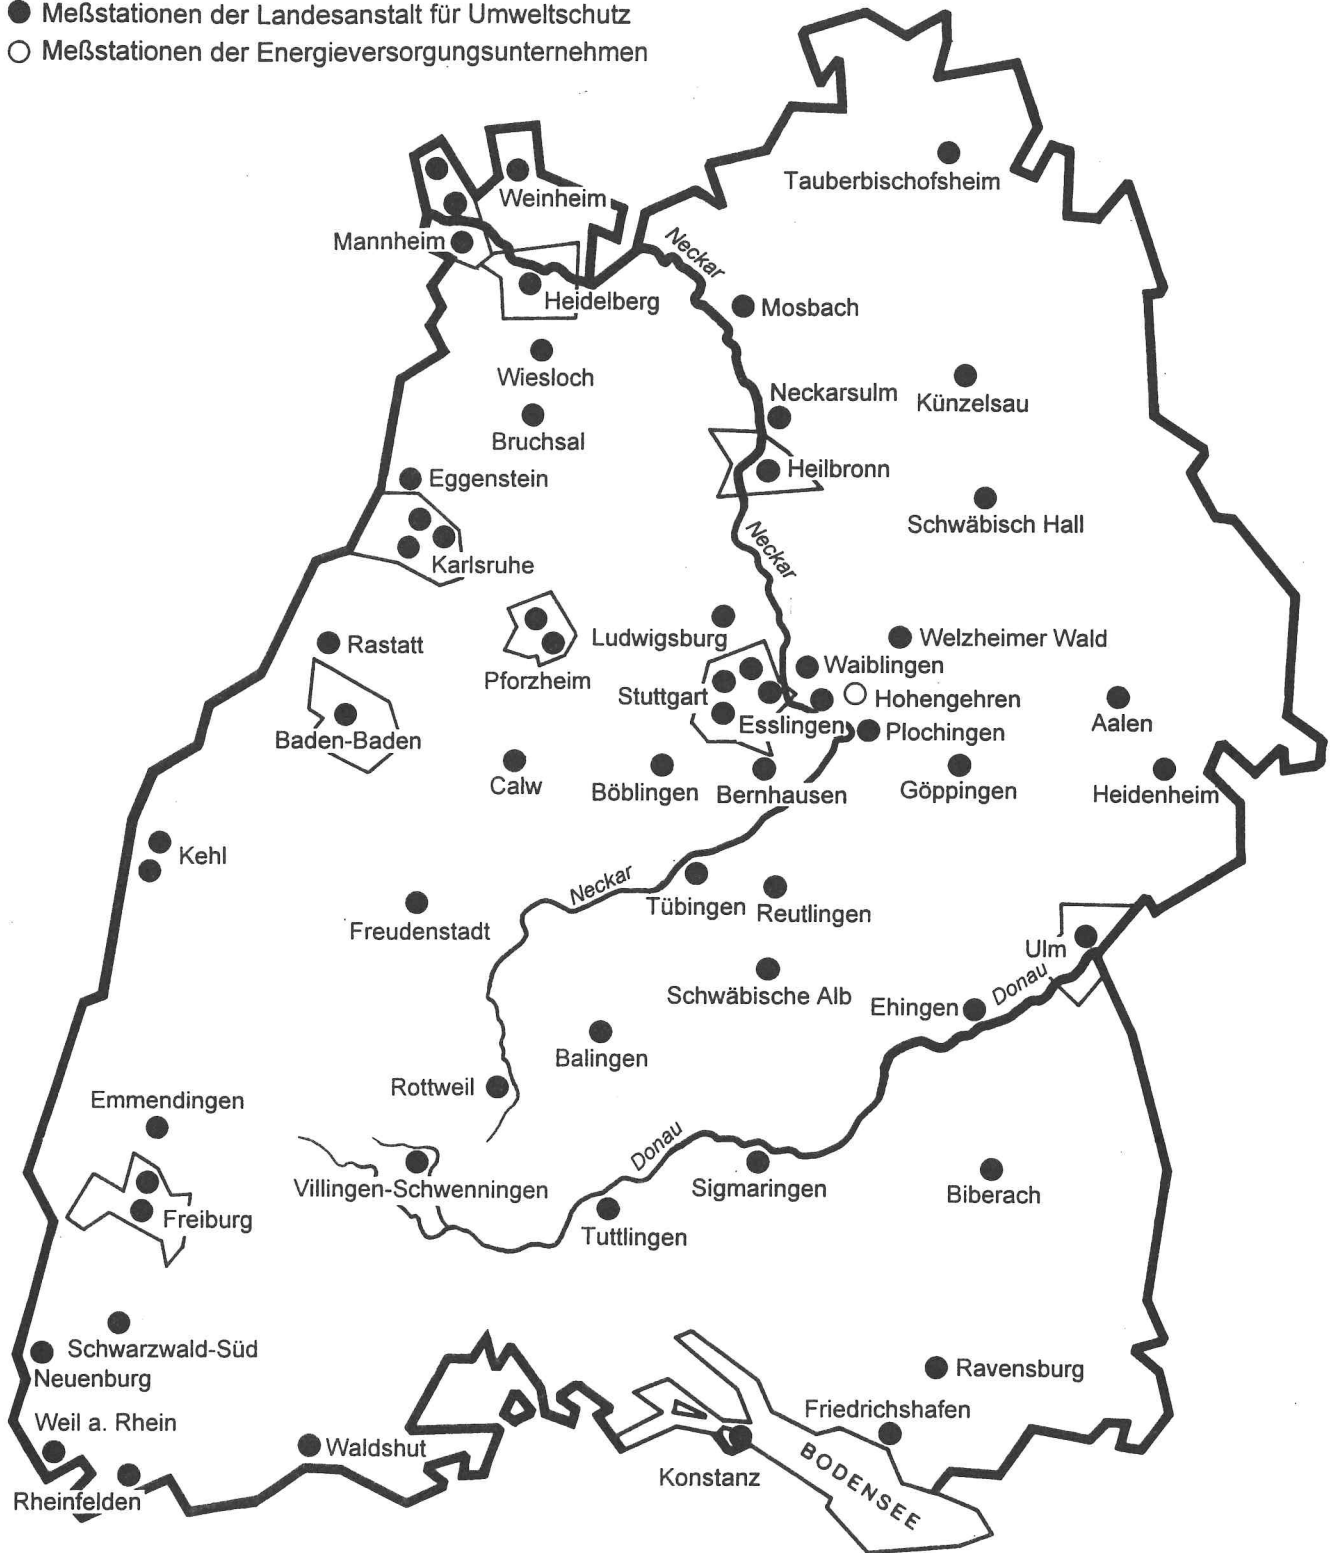 Meßstationen der Landesanstalt für Umweltschutz
Meßstationen der Energieversorgungsunternehmen
Tauberbischofsheim
Weinheim
Mannheim
Neckar
Heidelberg
Mosbach
Wiesloch
Neckarsulm
Künzelsau
Bruchsal
Heilbronn
Eggenstein
Schwäbisch Hall
Neckar
Karlsruhe
Ludwigsburg
Welzheimer Wald
Rastatt
Waiblingen
Pforzheim
Stuttgart
Hohengehren
Esslingen
Aalen
Plochingen
Baden-Baden
Calw
Böblingen
Bernhausen
Göppingen
Heidenheim
Kehl
Neckar
Tübingen
Reutlingen
Freudenstadt
Ulm
Donau
Schwäbische Alb
Ehingen
Balingen
Rottweil
Emmendingen
Donau
Villingen-Schwenningen
Sigmaringen
Biberach
Freiburg
Tuttlingen
Schwarzwald-Süd
Neuenburg
Ravensburg
Friedrichshafen
Weil a. Rhein
Waldshut
Konstanz
BODENSEE
Rheinfelden